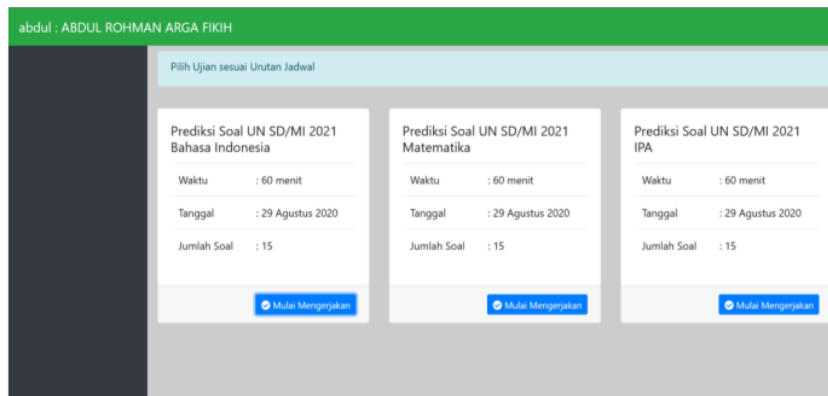 abdul : ABDUL ROHMAN ARGA FIKIH
Pilih Ujian sesuai Urutan Jadwal
Prediksi Soal UN SD/MI 2021
Bahasa Indonesia
Waktu : 60 menit
Tanggal : 29 Agustus 2020
Jumlah Soal : 15
Mulai Mengerjakan
Prediksi Soal UN SD/MI 2021
Matematika
Waktu : 60 menit
Tanggal : 29 Agustus 2020
Jumlah Soal : 15
Mulai Mengerjakan
Prediksi Soal UN SD/MI 2021
IPA
Waktu : 60 menit
Tanggal : 29 Agustus 2020
Jumlah Soal : 15
Mulai Mengerjakan